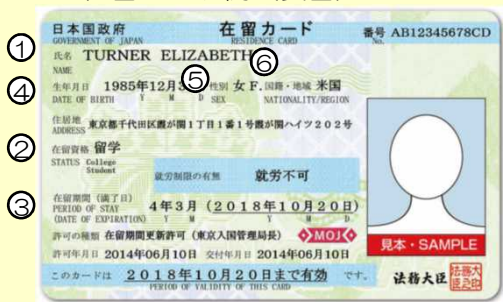 日本国政府 在留カード 番号 AB12345678CD
GOVERNMENT OF JAPAN RESIDENCE CARD No.
① 氏名 TURNER ELIZABETH ⑥
NAME
④ 生年月日 1985年12月3 ⑤ 性別 女 F. 国籍・地域 米国
DATE OF BIRTH Y M D SEX NATIONALITY/REGION
住居地 東京都千代田区霞が関1丁目1番1号霞が関ハイツ202号
ADDRESS
② 在留資格 留学
STATUS College
Student
就労制限の有無 就労不可
③ 在留期間(満了日) 4年3月(2018年10月20日)
PERIOD OF STAY
(DATE OF EXPIRATION) Y M Y M D
許可の種類 在留期間更新許可(東京入国管理局長) MOJ
許可年月日 2014年06月10日 交付年月日 2014年06月10日
見本・SAMPLE
このカードは 2018年10月20日まで有効 です。
PERIOD OF VALIDITY OF THIS CARD
法務大臣